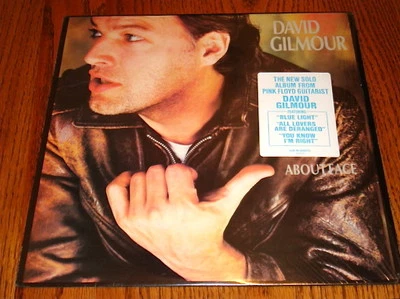 DAVID
GILMOUR
THE NEW SOLO
ALBUM FROM
PINK FLOYD GUITARIST
DAVID
GILMOUR
"BLUE LIGHT"
"ALL LOVERS
ARE DERANGED"
"YOU KNOW
I'M RIGHT"
ABOUT FACE